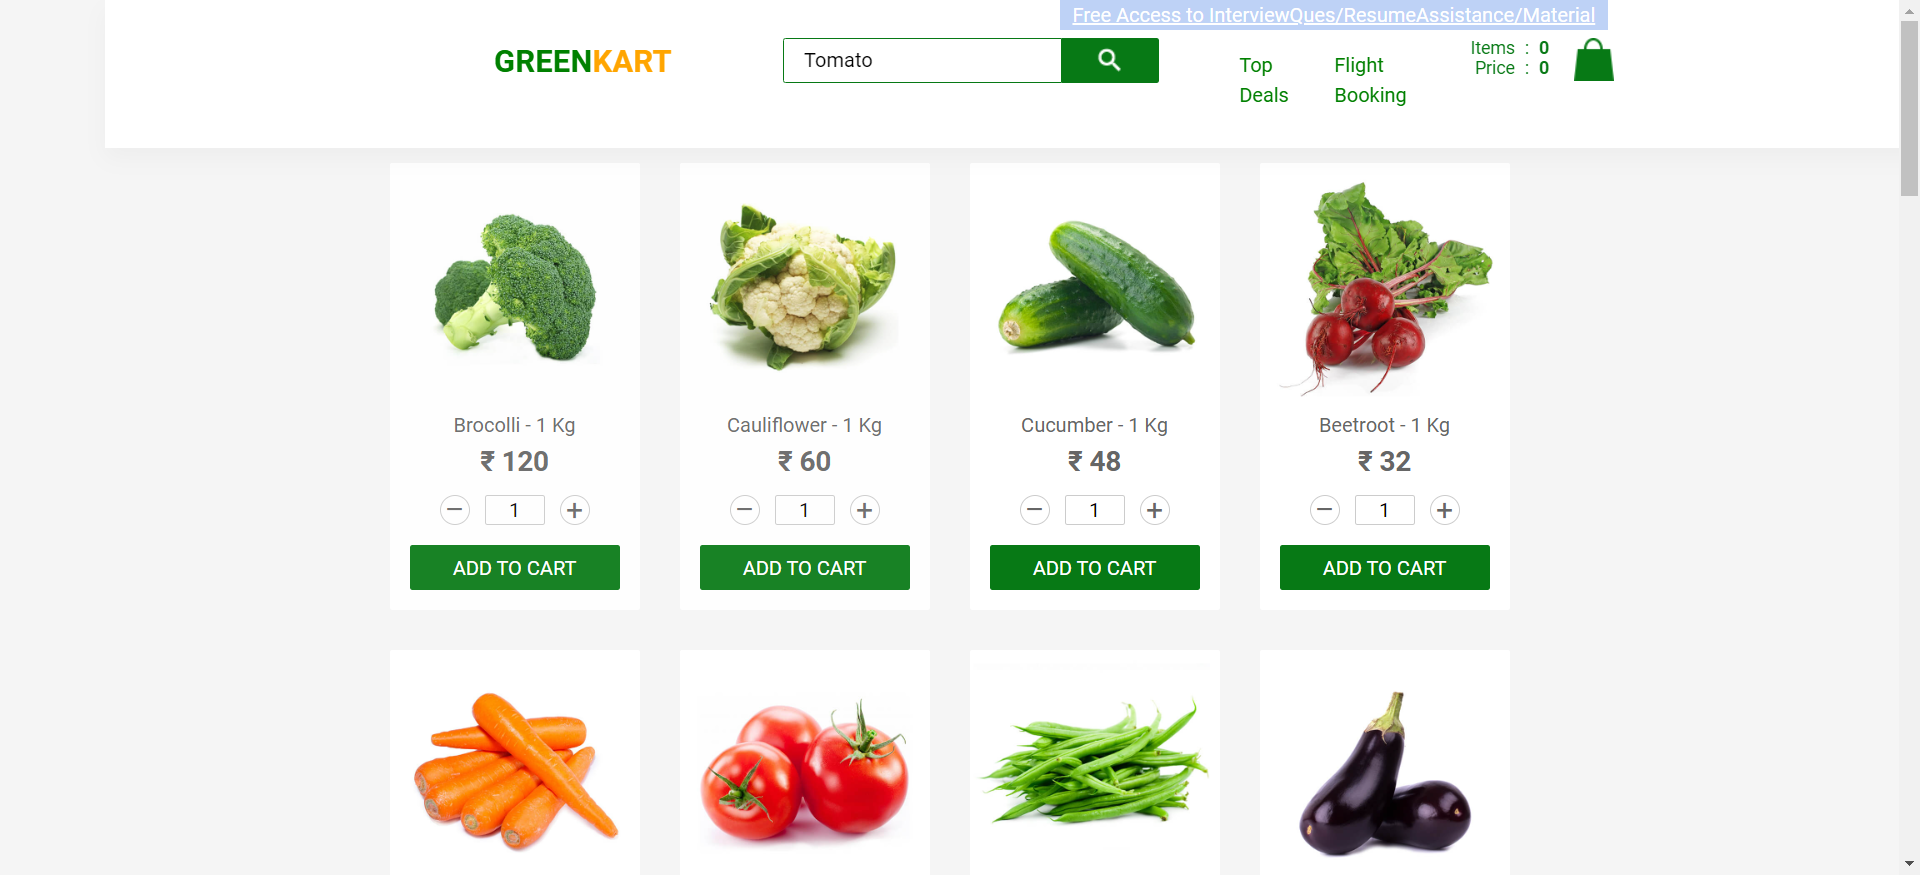 Free Access to InterviewQues/ResumeAssistance/Material
GREENKART
Tomato
Top Deals
Flight Booking
Items : 0
Price : 0
Brocolli - 1 Kg
₹ 120
1
ADD TO CART
Cauliflower - 1 Kg
₹ 60
1
ADD TO CART
Cucumber - 1 Kg
₹ 48
1
ADD TO CART
Beetroot - 1 Kg
₹ 32
1
ADD TO CART